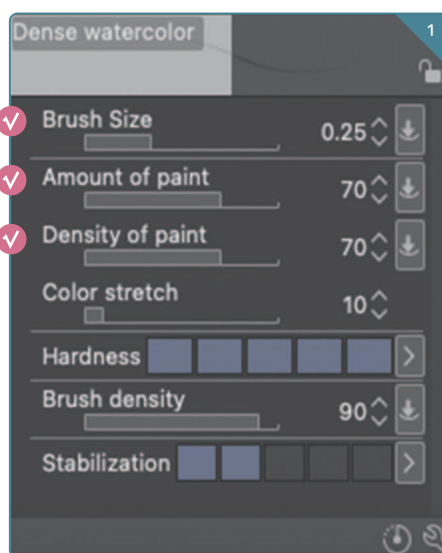 Dense watercolor
1
Brush Size 0.25
Amount of paint 70
Density of paint 70
Color stretch 10
Hardness
Brush density 90
Stabilization